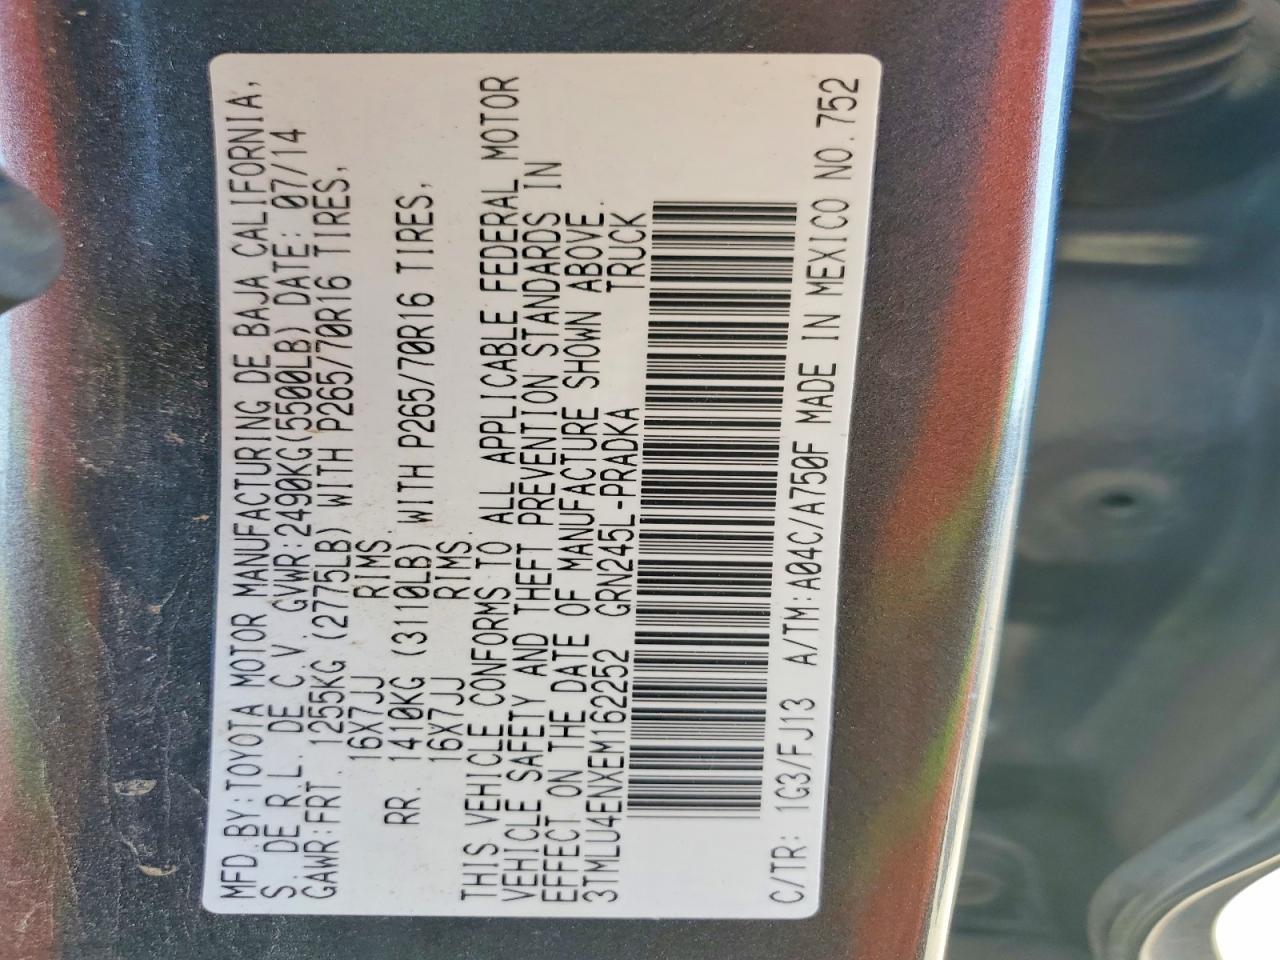 MFD.BY:TOYOTA MOTOR MANUFACTURING DE BAJA CALIFORNIA,
S. DE R.L. DE C.V. GVWR:2490KG(5500LB) DATE: 07/14
GAWR:FRT. 1255KG (2775LB) WITH P265/70R16 TIRES,
16X7JJ RIMS.
RR. 1410KG (3110LB) WITH P265/70R16 TIRES,
16X7JJ RIMS.
THIS VEHICLE CONFORMS TO ALL APPLICABLE FEDERAL MOTOR
VEHICLE SAFETY AND THEFT PREVENTION STANDARDS IN
EFFECT ON THE DATE OF MANUFACTURE SHOWN ABOVE.
3TMLU4ENXEM162252 GRN245L-PRADKA TRUCK
C/TR: 1G3/FJ13 A/TM:A04C/A750F MADE IN MEXICO NO.752